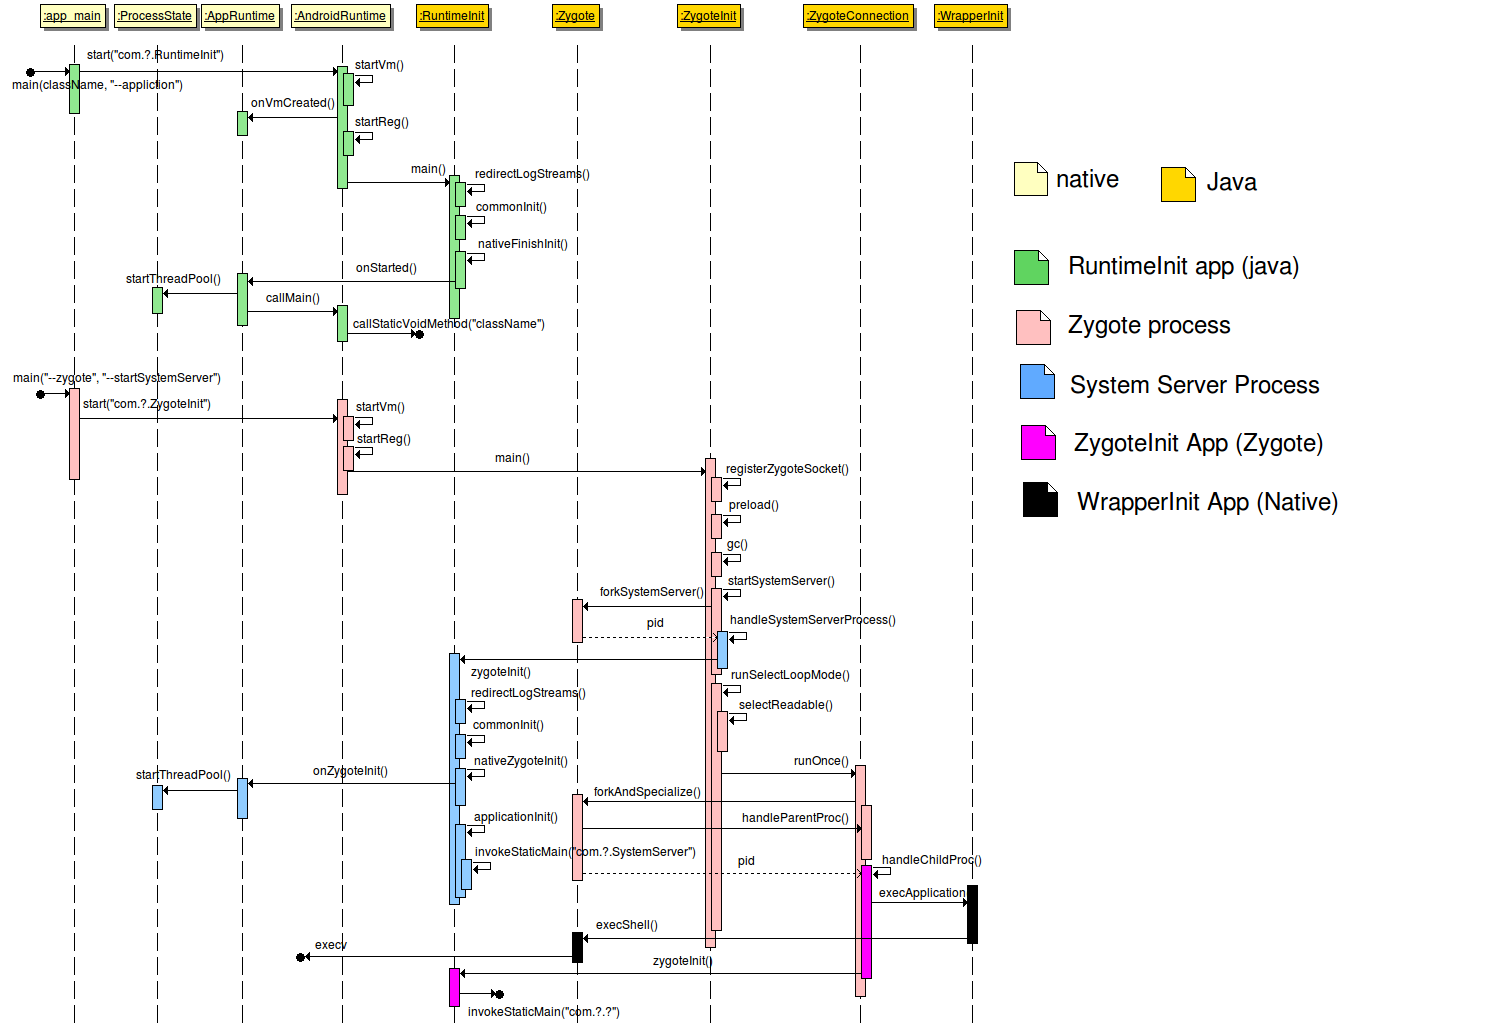 :app_main :ProcessState :AppRuntime :AndroidRuntime :RuntimeInit :Zygote :ZygoteInit :ZygoteConnection :WrapperInit
start("com.?.RuntimeInit")
startVm()
main(className, "--appliction")
onVmCreated()
startReg()
main()
redirectLogStreams()
native
Java
commonInit()
nativeFinishInit()
onStarted()
RuntimeInit app (java)
startThreadPool()
callMain()
callStaticVoidMethod("className")
Zygote process
main("--zygote", "--startSystemServer")
System Server Process
start("com.?.ZygoteInit")
startVm()
startReg()
ZygoteInit App (Zygote)
main()
registerZygoteSocket()
WrapperInit App (Native)
preload()
gc()
startSystemServer()
forkSystemServer()
pid
handleSystemServerProcess()
zygoteInit()
runSelectLoopMode()
redirectLogStreams()
selectReadable()
commonInit()
nativeZygoteInit()
runOnce()
startThreadPool()
onZygoteInit()
forkAndSpecialize()
applicationInit()
handleParentProc()
invokeStaticMain("com.?.SystemServer")
pid
handleChildProc()
execApplication
execShell()
execv
zygoteInit()
invokeStaticMain("com.?.?")